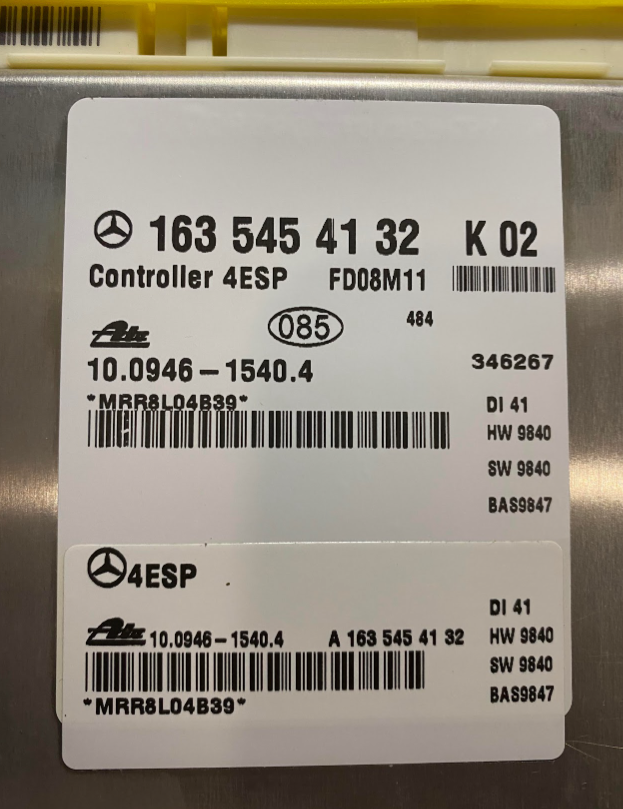 163 545 41 32 K 02
Controller 4ESP FD08M11
085 484
Ate
10.0946-1540.4 346267
*MRR8L04B39* DI 41
HW 9840
SW 9840
BAS9847
4ESP
DI 41
Ate 10.0946-1540.4 A 163 545 41 32 HW 9840
SW 9840
*MRR8L04B39* BAS9847